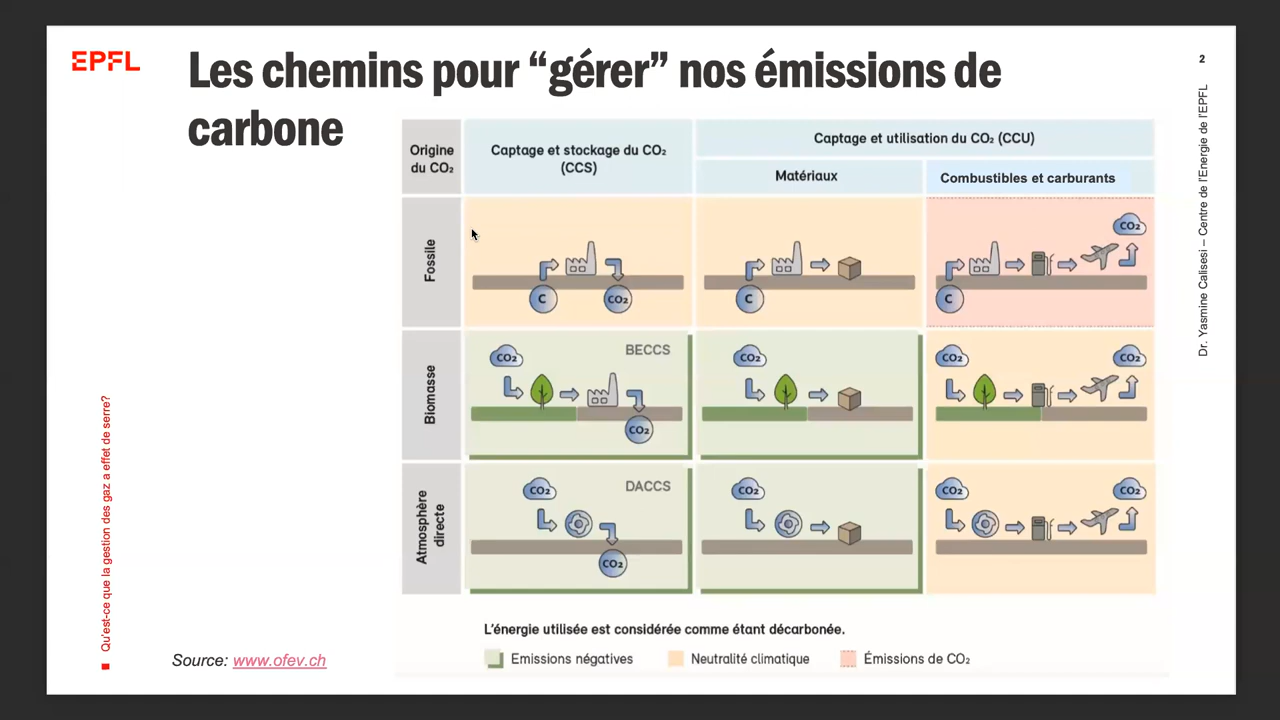 EPFL
Les chemins pour “gérer” nos émissions de
carbone
2
Dr. Yasmine Calisesi – Centre de l'Energie de l'EPFL
Qu'est-ce que la gestion des gaz a effet de serre?
Origine
du CO₂
Captage et stockage du CO₂
(CCS)
Captage et utilisation du CO₂ (CCU)
Matériaux
Combustibles et carburants
Fossile
C
CO₂
C
C
CO₂
Biomasse
CO₂
BECCS
CO₂
CO₂
CO₂
CO₂
Atmosphère
directe
CO₂
DACCS
CO₂
CO₂
CO₂
CO₂
L'énergie utilisée est considérée comme étant décarbonée.
Emissions négatives
Neutralité climatique
Émissions de CO₂
Source: www.ofev.ch